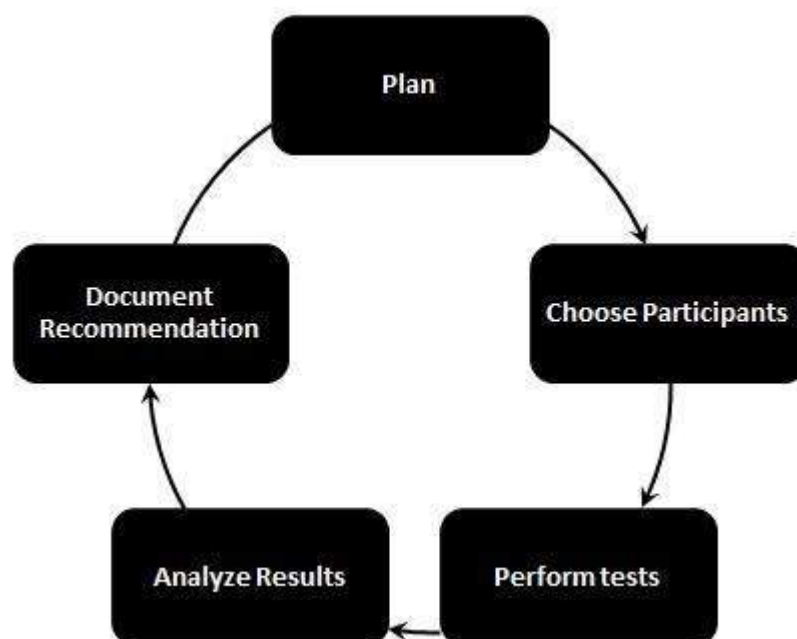 Plan
Choose Participants
Perform tests
Analyze Results
Document
Recommendation